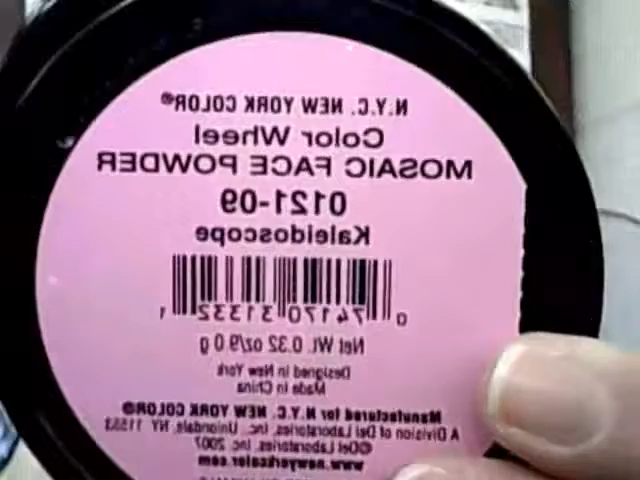 N.Y.C. NEW YORK COLOR®
Color Wheel
MOSAIC FACE POWDER
0121-09
Kaleidoscope
0 74170 31332 1
Net Wt. 0.32 oz/9.0 g
Designed in New York
Made in China
Manufactured for N.Y.C. NEW YORK COLOR®
A Division of Del Laboratories, Inc. Uniondale, NY 11553
©Del Laboratories, Inc. 2007
www.newyorkcolor.com